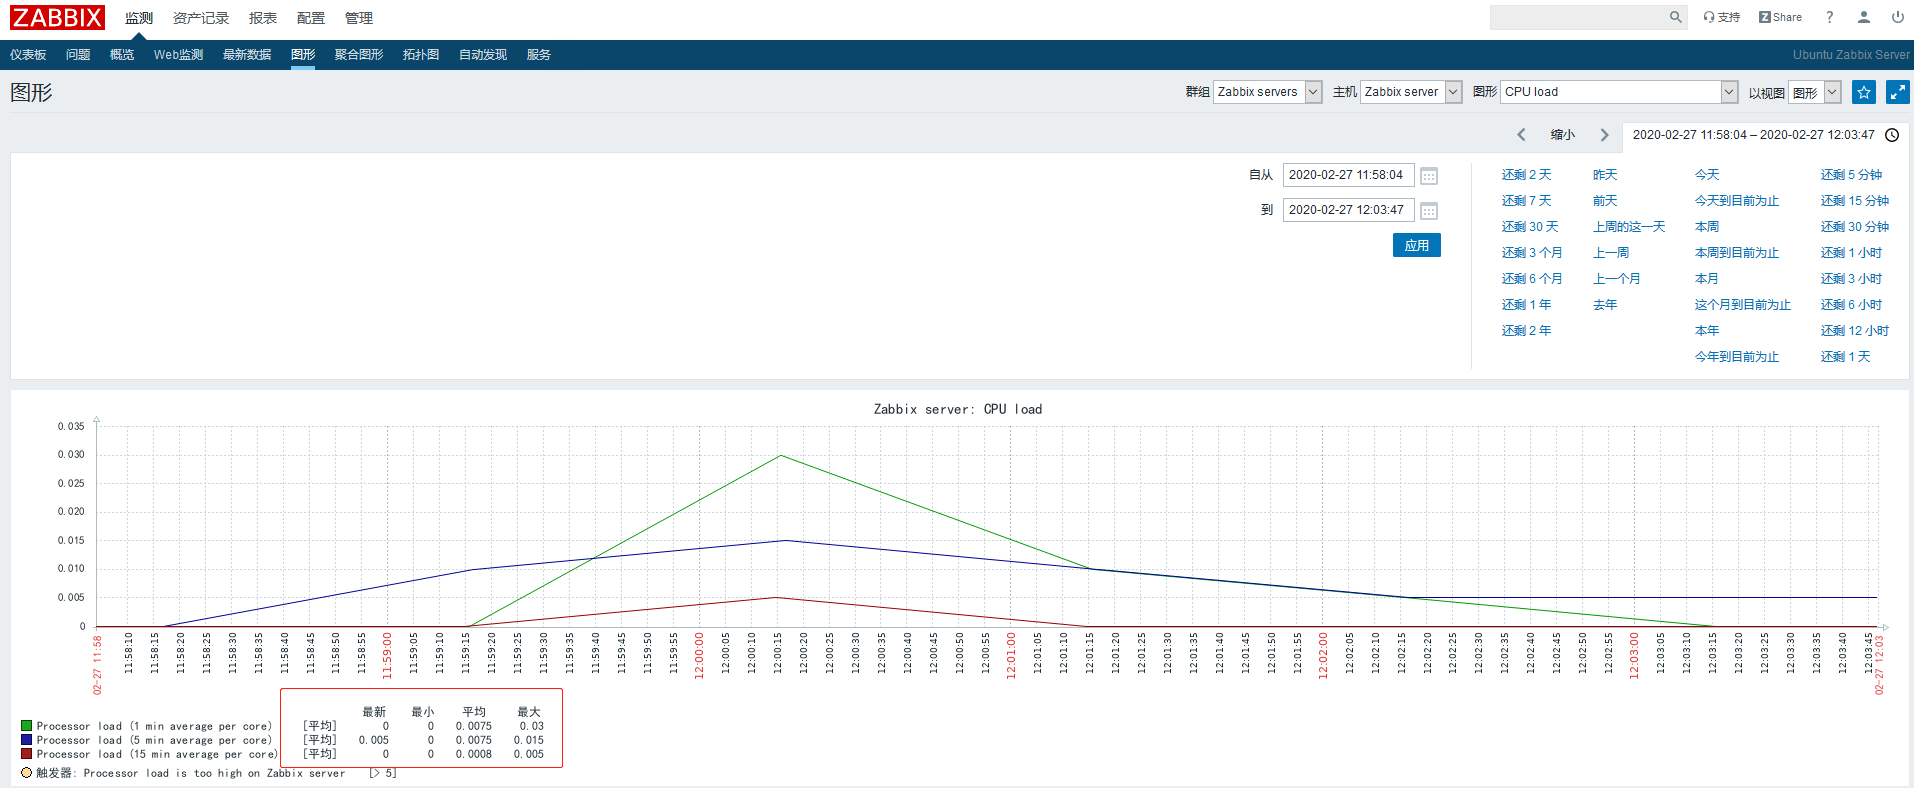 ZABBIX 监测 资产记录 报表 配置 管理 支持 Z Share ?
仪表板 问题 概览 Web监测 最新数据 图形 聚合图形 拓扑图 自动发现 服务 Ubuntu Zabbix Server
图形 群组 Zabbix servers 主机 Zabbix server 图形 CPU load 以视图 图形
缩小 2020-02-27 11:58:04 – 2020-02-27 12:03:47
自从 2020-02-27 11:58:04
到 2020-02-27 12:03:47
应用
还剩 2 天 昨天 今天 还剩 5 分钟
还剩 7 天 前天 今天到目前为止 还剩 15 分钟
还剩 30 天 上周的这一天 本周 还剩 30 分钟
还剩 3 个月 上一周 本周到目前为止 还剩 1 小时
还剩 6 个月 上一个月 本月 还剩 3 小时
还剩 1 年 去年 这个月到目前为止 还剩 6 小时
还剩 2 年 本年 还剩 12 小时
今年到目前为止 还剩 1 天
Zabbix server: CPU load
0.035
0.030
0.025
0.020
0.015
0.010
0.005
0
02-27 11:58 11:58:10 11:58:15 11:58:20 11:58:25 11:58:30 11:58:35 11:58:40 11:58:45 11:58:50 11:58:55 11:59:00 11:59:05 11:59:10 11:59:15 11:59:20 11:59:25 11:59:30 11:59:35 11:59:40 11:59:45 11:59:50 11:59:55 12:00:00 12:00:05 12:00:10 12:00:15 12:00:20 12:00:25 12:00:30 12:00:35 12:00:40 12:00:45 12:00:50 12:00:55 12:01:00 12:01:05 12:01:10 12:01:15 12:01:20 12:01:25 12:01:30 12:01:35 12:01:40 12:01:45 12:01:50 12:01:55 12:02:00 12:02:05 12:02:10 12:02:15 12:02:20 12:02:25 12:02:30 12:02:35 12:02:40 12:02:45 12:02:50 12:02:55 12:03:00 12:03:05 12:03:10 12:03:15 12:03:20 12:03:25 12:03:30 12:03:35 12:03:40 12:03:45 02-27 12:03
最新 最小 平均 最大
Processor load (1 min average per core) [平均] 0 0 0.0075 0.03
Processor load (5 min average per core) [平均] 0.005 0 0.0075 0.015
Processor load (15 min average per core) [平均] 0 0 0.0008 0.005
触发器: Processor load is too high on Zabbix server [> 5]